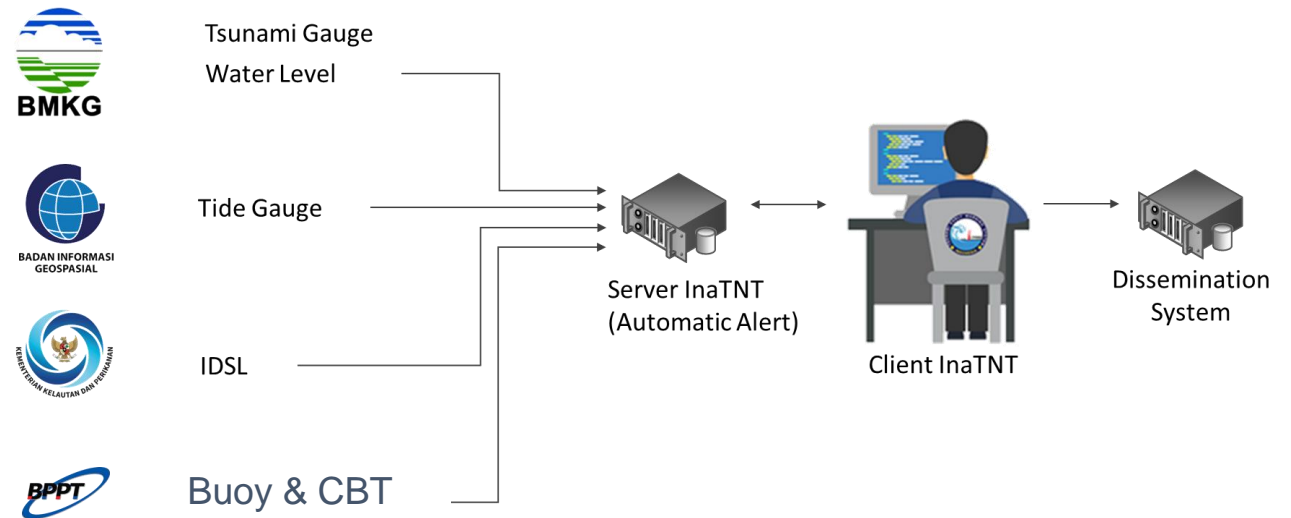 BMKG
Tsunami Gauge
Water Level
BADAN INFORMASI
GEOSPASIAL
Tide Gauge
KEMENTERIAN KELAUTAN DAN PERIKANAN
IDSL
BPPT
Buoy & CBT
Server InaTNT
(Automatic Alert)
Client InaTNT
Dissemination
System